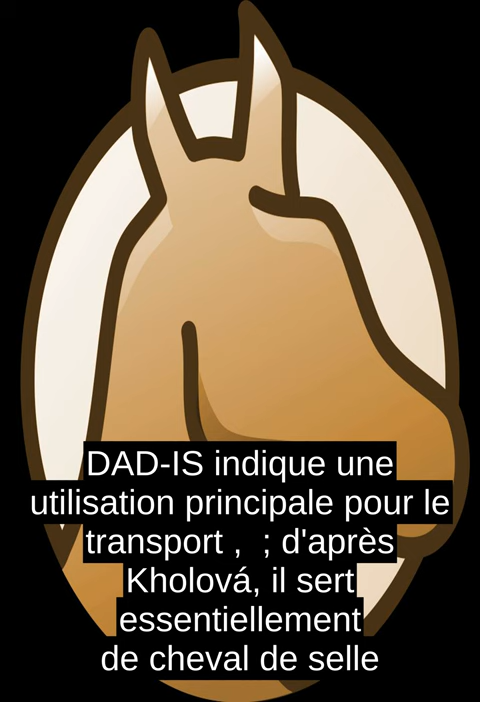 DAD-IS indique une
utilisation principale pour le
transport ,  ; d'après
Kholová, il sert
essentiellement
de cheval de selle